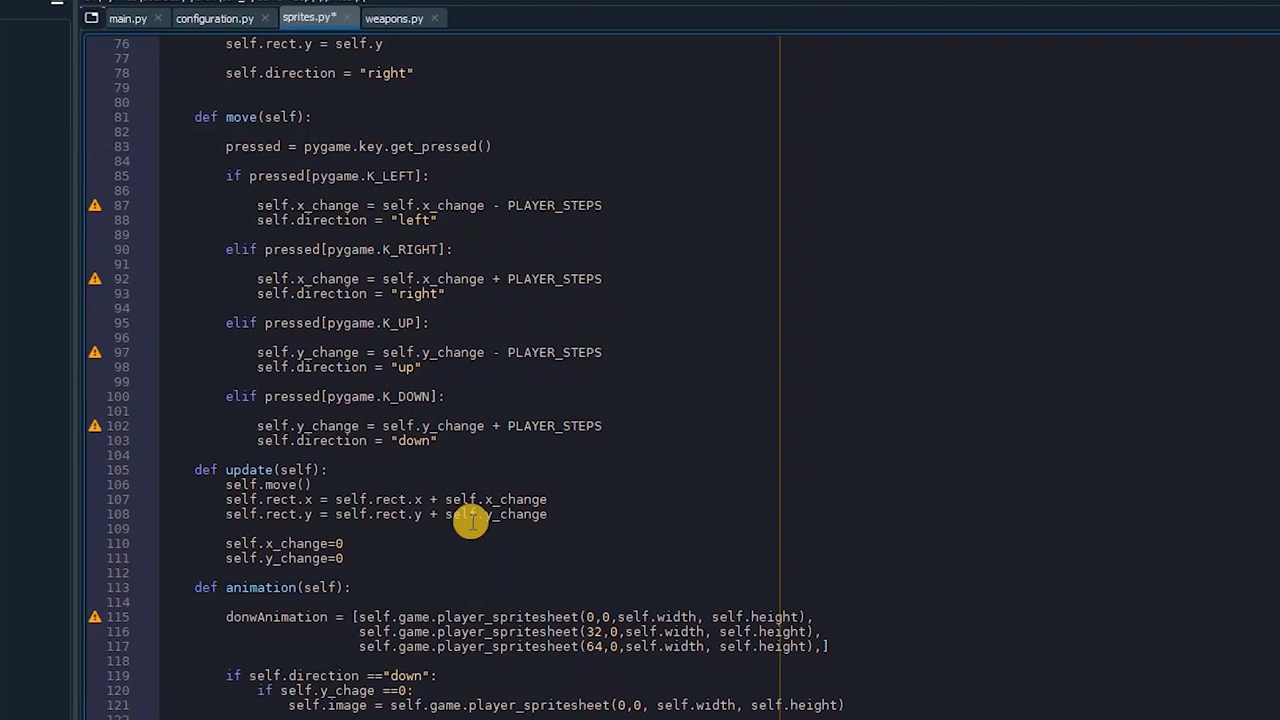 main.py
configuration.py
sprites.py*
weapons.py
76 self.rect.y = self.y
77
78 self.direction = "right"
79
80
81 def move(self):
82
83 pressed = pygame.key.get_pressed()
84
85 if pressed[pygame.K_LEFT]:
86
87 self.x_change = self.x_change - PLAYER_STEPS
88 self.direction = "left"
89
90 elif pressed[pygame.K_RIGHT]:
91
92 self.x_change = self.x_change + PLAYER_STEPS
93 self.direction = "right"
94
95 elif pressed[pygame.K_UP]:
96
97 self.y_change = self.y_change - PLAYER_STEPS
98 self.direction = "up"
99
100 elif pressed[pygame.K_DOWN]:
101
102 self.y_change = self.y_change + PLAYER_STEPS
103 self.direction = "down"
104
105 def update(self):
106 self.move()
107 self.rect.x = self.rect.x + self.x_change
108 self.rect.y = self.rect.y + self.y_change
109
110 self.x_change=0
111 self.y_change=0
112
113 def animation(self):
114
115 donwAnimation = [self.game.player_spritesheet(0,0,self.width, self.height),
116 self.game.player_spritesheet(32,0,self.width, self.height),
117 self.game.player_spritesheet(64,0,self.width, self.height),]
118
119 if self.direction =="down":
120 if self.y_chage ==0:
121 self.image = self.game.player_spritesheet(0,0, self.width, self.height)